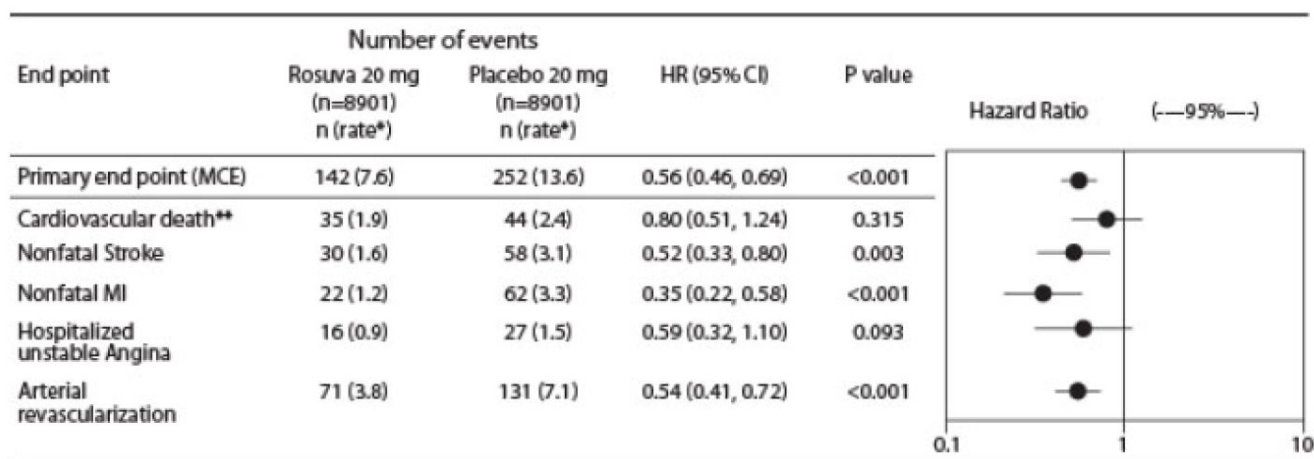 Number of events
End point Rosuva 20 mg Placebo 20 mg HR (95% CI) P value
(n=8901) (n=8901)
n (rate*) n (rate*)
Hazard Ratio (-—95%—-)
Primary end point (MCE) 142 (7.6) 252 (13.6) 0.56 (0.46, 0.69) <0.001
Cardiovascular death** 35 (1.9) 44 (2.4) 0.80 (0.51, 1.24) 0.315
Nonfatal Stroke 30 (1.6) 58 (3.1) 0.52 (0.33, 0.80) 0.003
Nonfatal MI 22 (1.2) 62 (3.3) 0.35 (0.22, 0.58) <0.001
Hospitalized 16 (0.9) 27 (1.5) 0.59 (0.32, 1.10) 0.093
unstable Angina
Arterial 71 (3.8) 131 (7.1) 0.54 (0.41, 0.72) <0.001
revascularization
0.1 1 10